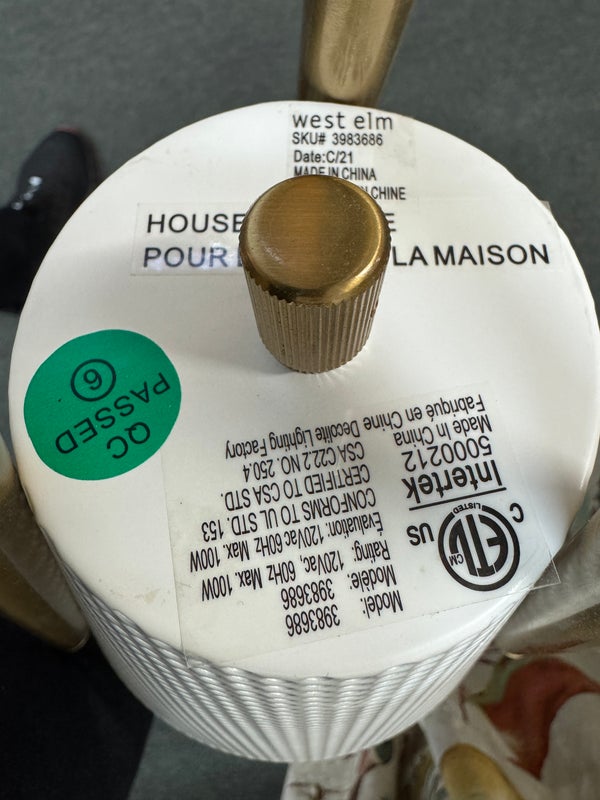 west elm
SKU# 3983686
Date:C/21
MADE IN CHINA
CHINE
HOUSE
POUR LA MAISON
QC
PASSED
Model: 3983686
Modèle: 3983686
Rating: 120Vac, 60Hz Max. 100W
Évaluation: 120Vac 60Hz Max. 100W
CONFORMS TO UL STD. 153
CERTIFIED TO CSA STD.
CSA C22.2 NO. 250.4
C ETL CM LISTED US
Intertek
5000212
Made in China
Fabriqué en Chine Decolite Lighting Factory